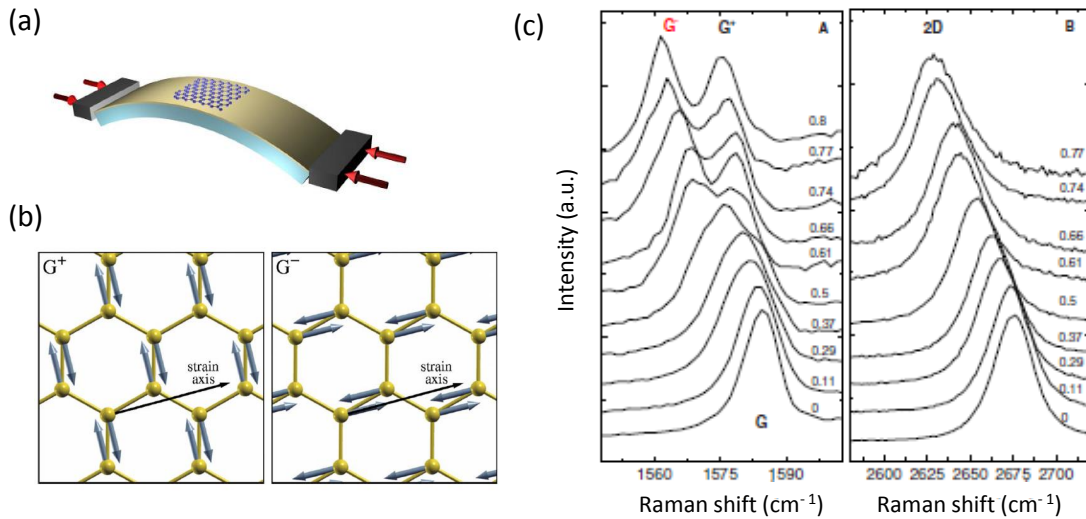 (a)
(b)
G⁺
strain
axis
G⁻
strain
axis
(c)
Intensity (a.u.)
G⁻
G⁺
A
0.8
0.77
0.74
0.66
0.61
0.5
0.37
0.29
0.11
0
G
1560
1575
1590
Raman shift (cm⁻¹)
2D
B
0.77
0.74
0.66
0.61
0.5
0.37
0.29
0.11
0
2600
2625
2650
2675
2700
Raman shift (cm⁻¹)